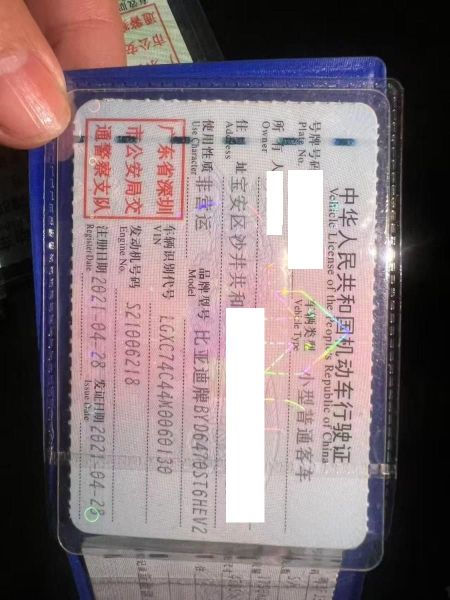 中华人民共和国机动车行驶证
Vehicle License of the People's Republic of China
号牌号码
Plate No.
车辆类型 小型普通客车
Vehicle Type
所有人
Owner
住址 宝安区沙井共和
Address
使用性质 非营运
Use Character
品牌型号 比亚迪牌BYD6470ST6HEV2
Model
广东省深圳
市公安局交
通警察支队
车辆识别代号 LGXC74C44M0060130
VIN
发动机号码 S21006218
Engine No.
注册日期 2021-04-28
Register Date
发证日期 2021-04-28
Issue Date